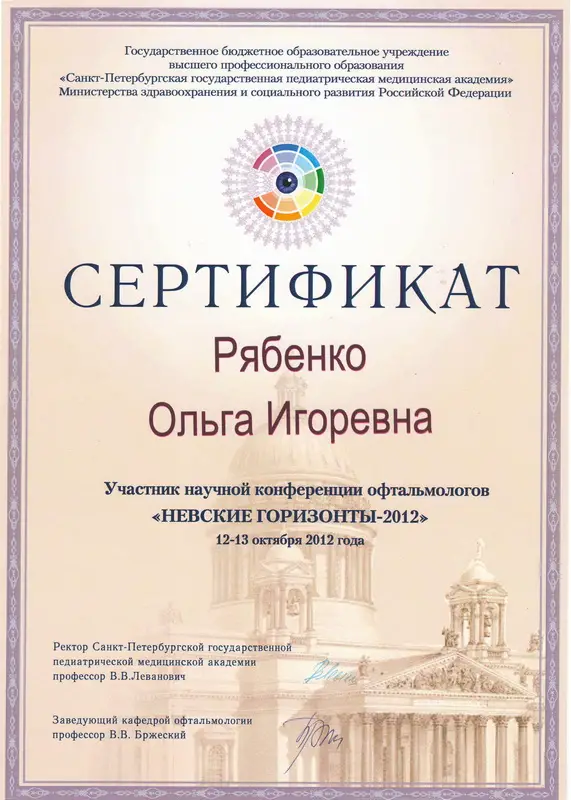 Государственное бюджетное образовательное учреждение
высшего профессионального образования
«Санкт-Петербургская государственная педиатрическая медицинская академия»
Министерства здравоохранения и социального развития Российской Федерации
СЕРТИФИКАТ
Рябенко
Ольга Игоревна
Участник научной конференции офтальмологов
«НЕВСКИЕ ГОРИЗОНТЫ-2012»
12-13 октября 2012 года
Ректор Санкт-Петербургской государственной
педиатрической медицинской академии
профессор В.В.Леванович
Заведующий кафедрой офтальмологии
профессор В.В. Бржеский